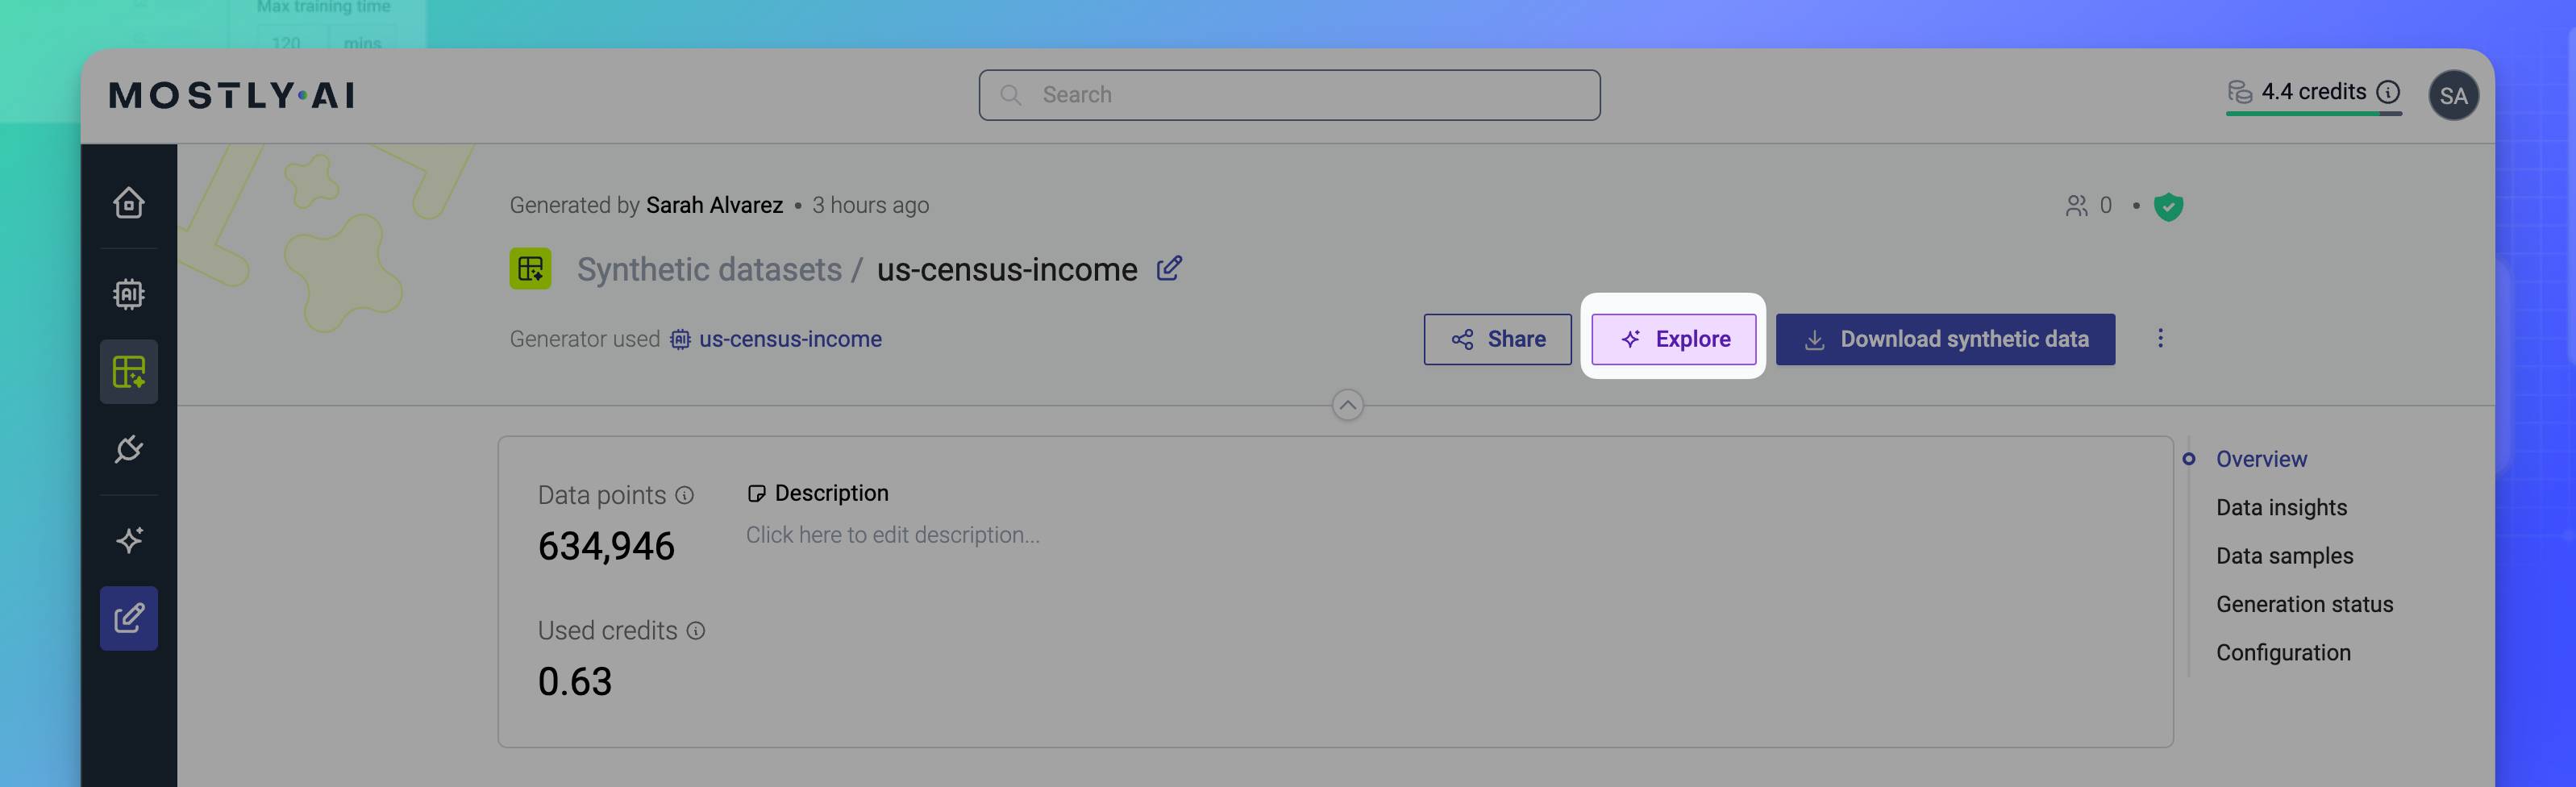 Max training time
120 mins
MOSTLY AI
Search
4.4 credits
SA
Generated by Sarah Alvarez • 3 hours ago
0 •
Synthetic datasets / us-census-income
Generator used AI us-census-income
Share
Explore
Download synthetic data
AI
Data points
634,946
Description
Click here to edit description...
Used credits
0.63
Overview
Data insights
Data samples
Generation status
Configuration